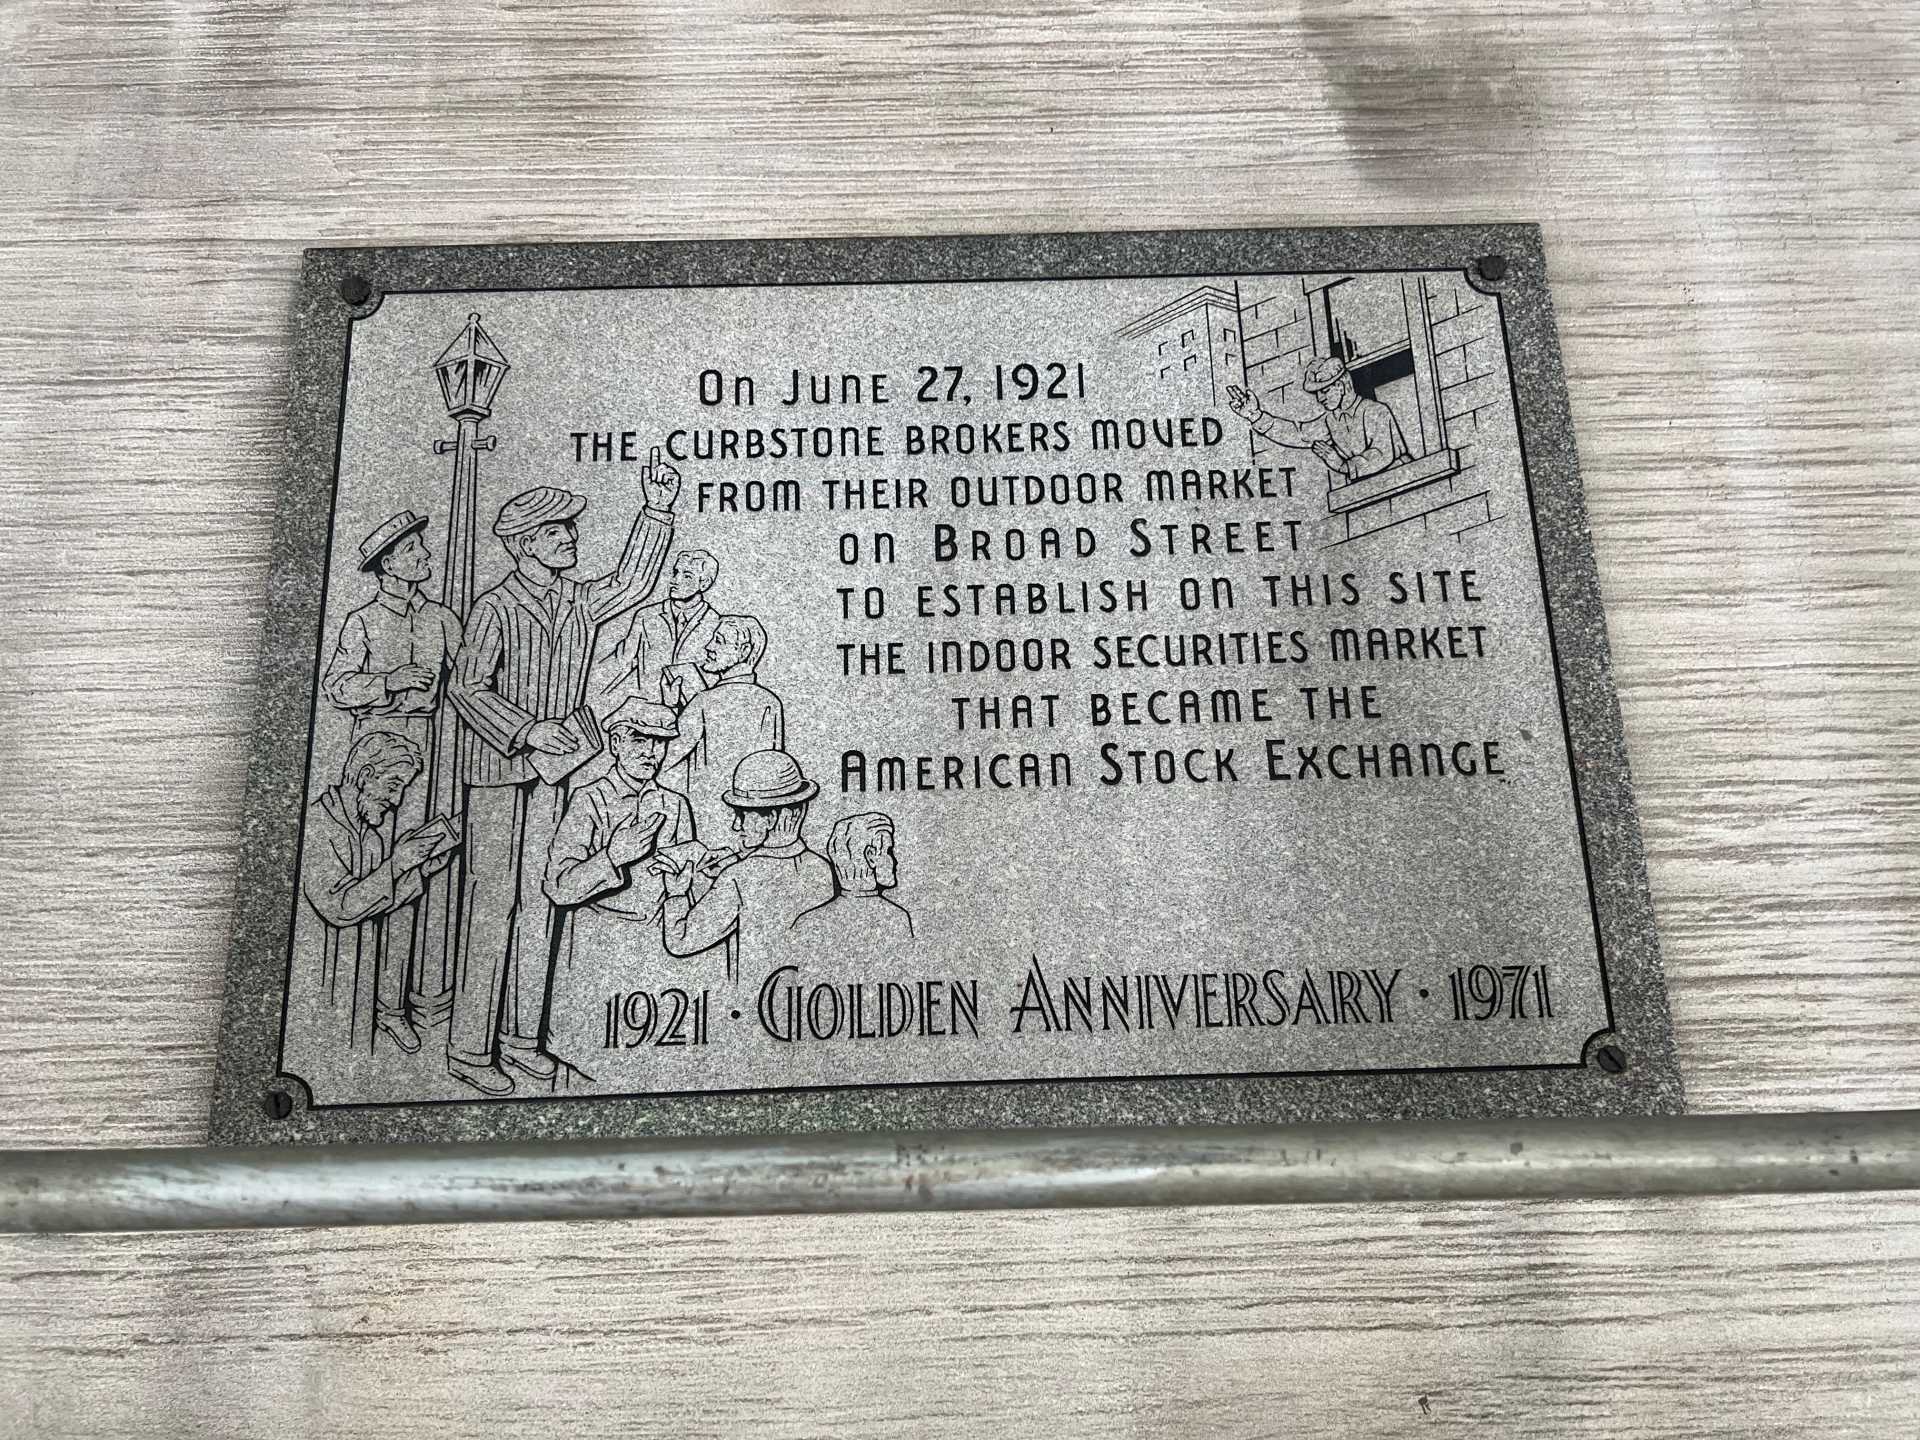 On June 27, 1921
THE CURBSTONE BROKERS MOVED
FROM THEIR OUTDOOR MARKET
ON BROAD STREET
TO ESTABLISH ON THIS SITE
THE INDOOR SECURITIES MARKET
THAT BECAME THE
AMERICAN STOCK EXCHANGE
1921 · GOLDEN ANNIVERSARY · 1971